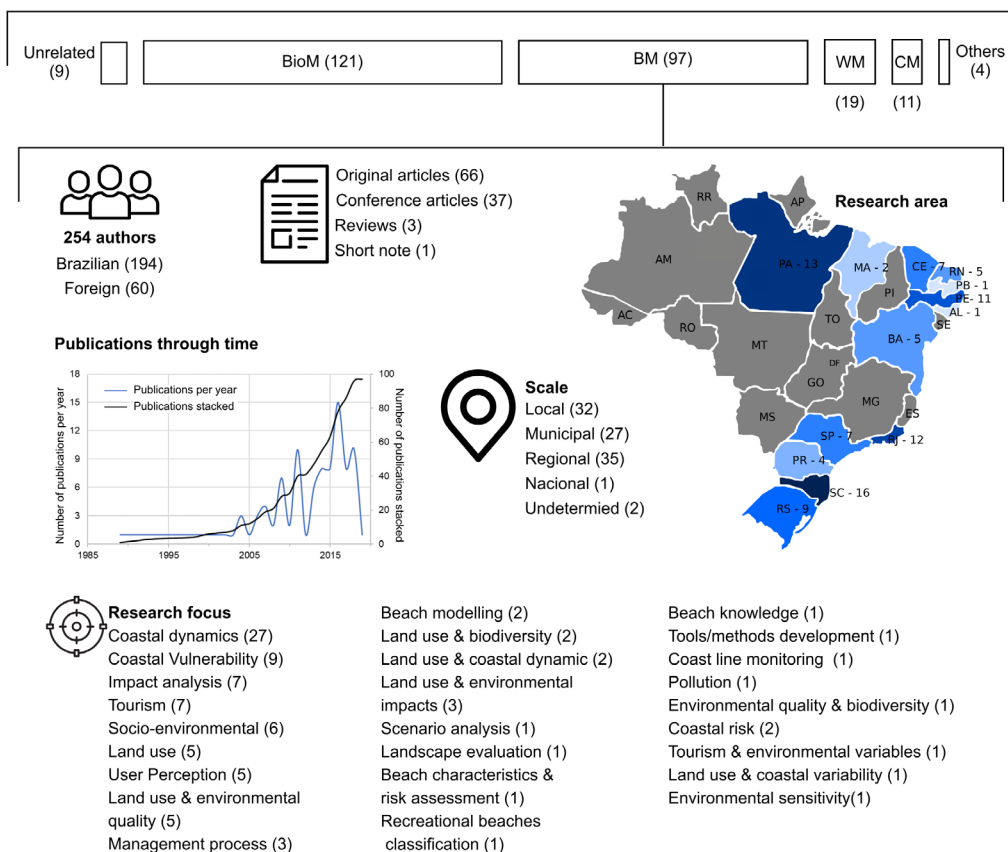 Unrelated
(9)
BioM (121)
BM (97)
WM
(19)
CM
(11)
Others
(4)
254 authors
Brazilian (194)
Foreign (60)
Original articles (66)
Conference articles (37)
Reviews (3)
Short note (1)
Research area
RR
AP
AM
PA - 13
MA - 2
CE - 7
RN - 5
PB - 1
PE- 11
AL - 1
SE
PI
AC
RO
TO
BA - 5
MT
DF
GO
MG
ES
MS
SP - 7
RJ - 12
PR - 4
SC - 16
RS - 9
Publications through time
Publications per year
Publications stacked
Number of publications per year
Number of publications stacked
18
15
12
9
6
3
0
100
80
60
40
20
0
1985
1995
2005
2015
Scale
Local (32)
Municipal (27)
Regional (35)
Nacional (1)
Undetermied (2)
Research focus
Coastal dynamics (27)
Coastal Vulnerability (9)
Impact analysis (7)
Tourism (7)
Socio-environmental (6)
Land use (5)
User Perception (5)
Land use & environmental
quality (5)
Management process (3)
Beach modelling (2)
Land use & biodiversity (2)
Land use & coastal dynamic (2)
Land use & environmental
impacts (3)
Scenario analysis (1)
Landscape evaluation (1)
Beach characteristics &
risk assessment (1)
Recreational beaches
classification (1)
Beach knowledge (1)
Tools/methods development (1)
Coast line monitoring (1)
Pollution (1)
Environmental quality & biodiversity (1)
Coastal risk (2)
Tourism & environmental variables (1)
Land use & coastal variability (1)
Environmental sensitivity(1)